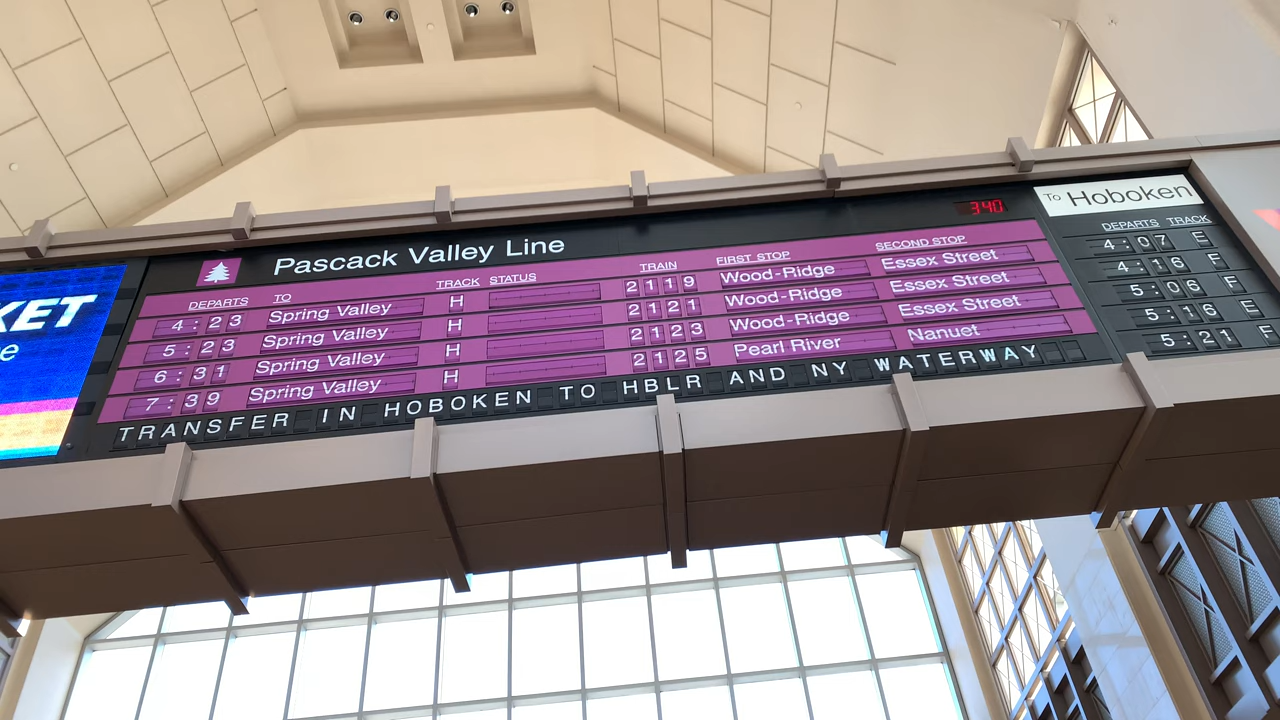 KET
e
Pascack Valley Line
340
DEPARTS TO TRACK STATUS TRAIN FIRST STOP SECOND STOP
4:23 Spring Valley H 2119 Wood-Ridge Essex Street
5:23 Spring Valley H 2121 Wood-Ridge Essex Street
6:31 Spring Valley H 2123 Wood-Ridge Essex Street
7:39 Spring Valley H 2125 Pearl River Nanuet
TRANSFER IN HOBOKEN TO HBLR AND NY WATERWAY
To Hoboken
DEPARTS TRACK
4:07 E
4:16 F
5:06 F
5:16 E
5:21 F